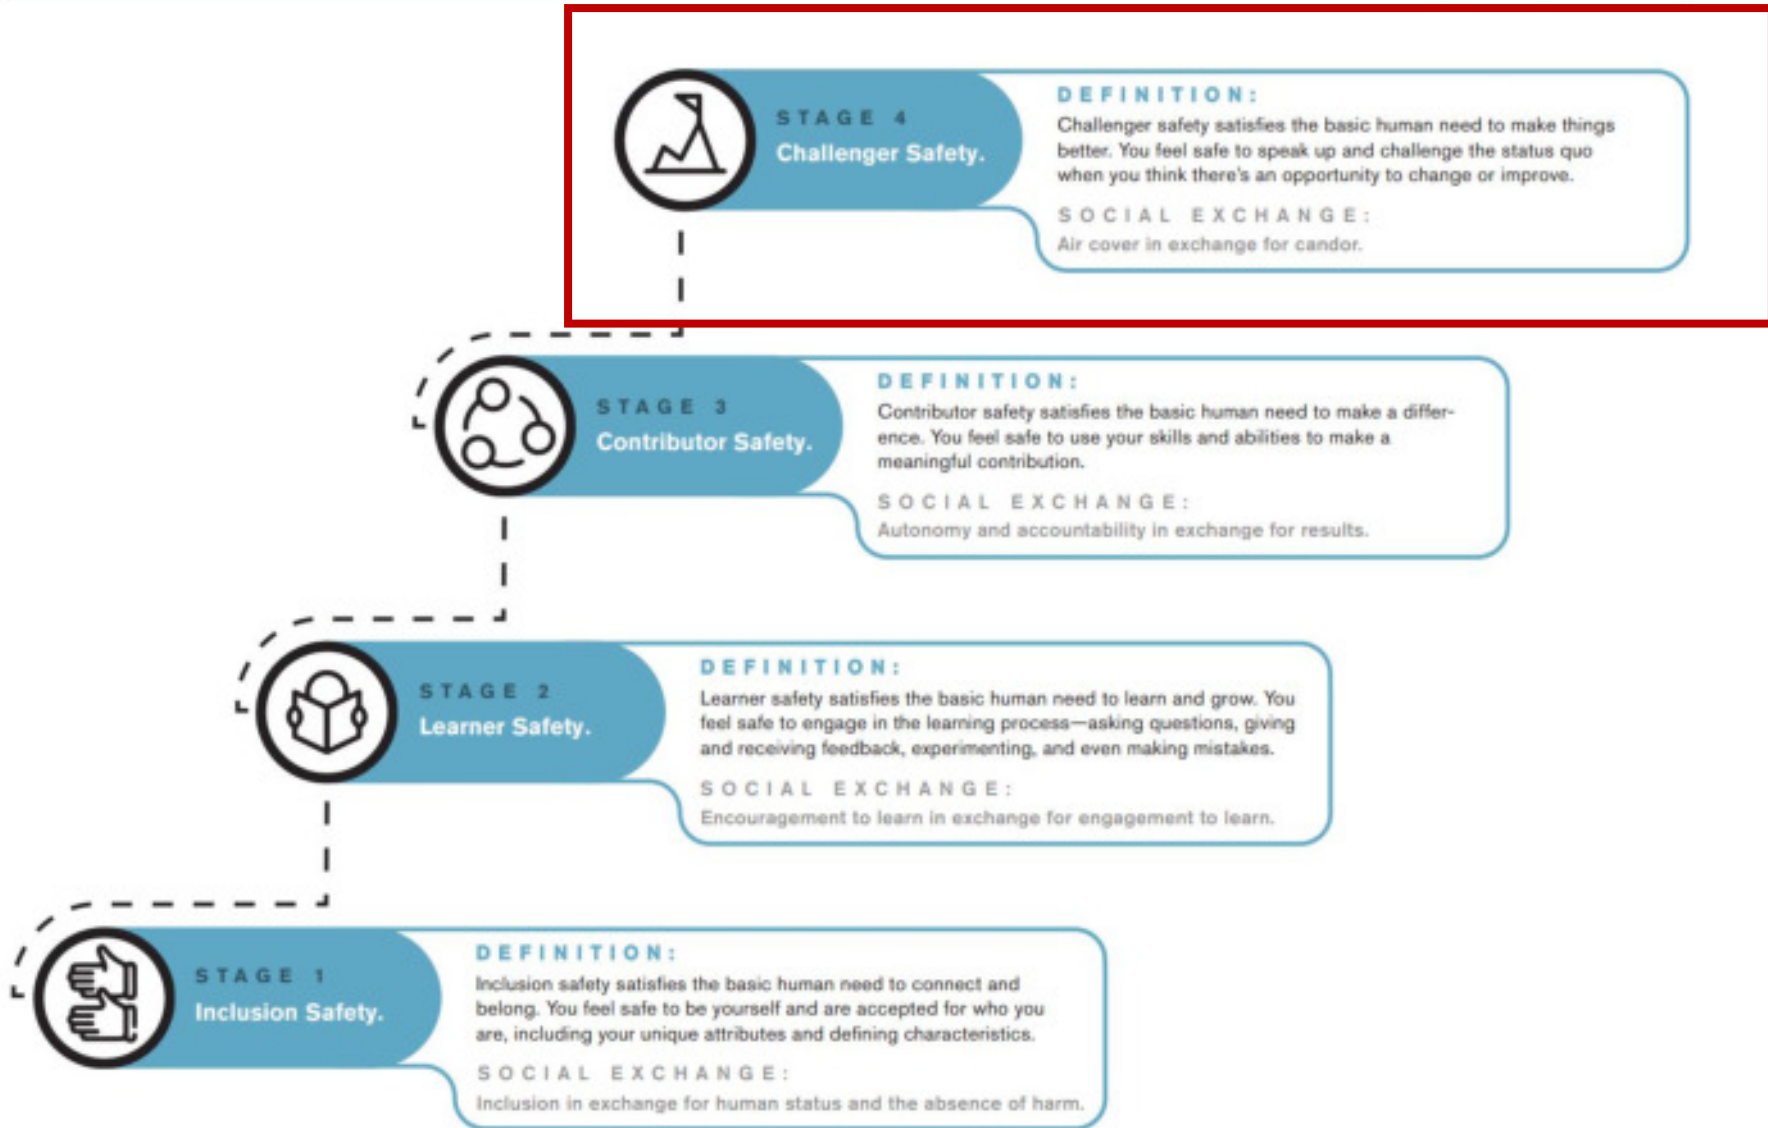 STAGE 4
Challenger Safety.
DEFINITION:
Challenger safety satisfies the basic human need to make things
better. You feel safe to speak up and challenge the status quo
when you think there's an opportunity to change or improve.
SOCIAL EXCHANGE:
Air cover in exchange for candor.
STAGE 3
Contributor Safety.
DEFINITION:
Contributor safety satisfies the basic human need to make a differ-
ence. You feel safe to use your skills and abilities to make a
meaningful contribution.
SOCIAL EXCHANGE:
Autonomy and accountability in exchange for results.
STAGE 2
Learner Safety.
DEFINITION:
Learner safety satisfies the basic human need to learn and grow. You
feel safe to engage in the learning process—asking questions, giving
and receiving feedback, experimenting, and even making mistakes.
SOCIAL EXCHANGE:
Encouragement to learn in exchange for engagement to learn.
STAGE 1
Inclusion Safety.
DEFINITION:
Inclusion safety satisfies the basic human need to connect and
belong. You feel safe to be yourself and are accepted for who you
are, including your unique attributes and defining characteristics.
SOCIAL EXCHANGE:
Inclusion in exchange for human status and the absence of harm.